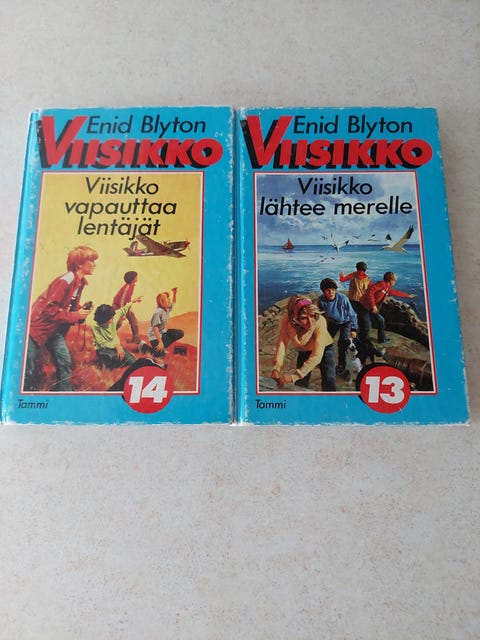 Enid Blyton
VIISIKKO
Viisikko
vapauttaa
lentäjät
14
Tammi
Enid Blyton
VIISIKKO
Viisikko
lähtee merelle
13
Tammi